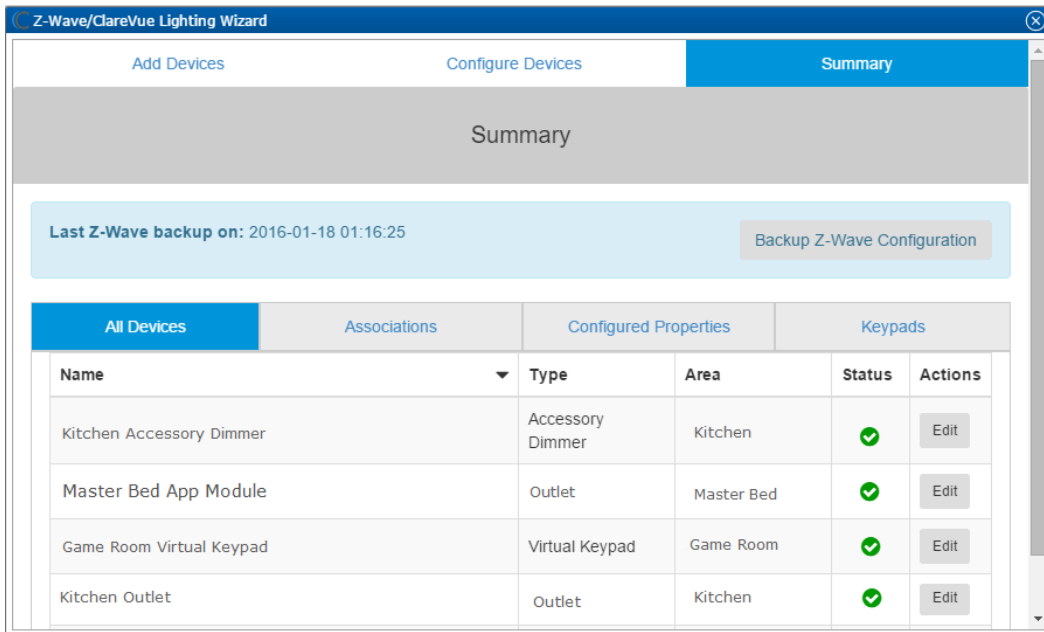 Z-Wave/ClareVue Lighting Wizard
Add Devices Configure Devices Summary
Summary
Last Z-Wave backup on: 2016-01-18 01:16:25 Backup Z-Wave Configuration
All Devices Associations Configured Properties Keypads
Name Type Area Status Actions
Kitchen Accessory Dimmer Accessory Dimmer Kitchen Edit
Master Bed App Module Outlet Master Bed Edit
Game Room Virtual Keypad Virtual Keypad Game Room Edit
Kitchen Outlet Outlet Kitchen Edit